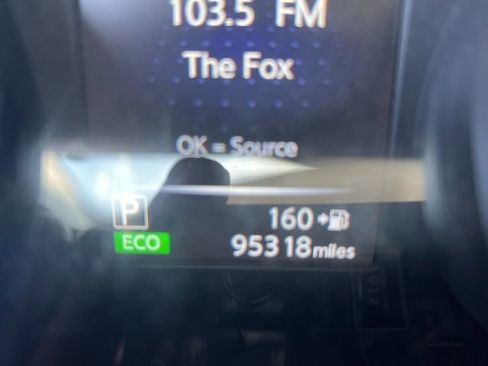 103.5 FM
The Fox
OK = Source
P 160
ECO 95318 miles